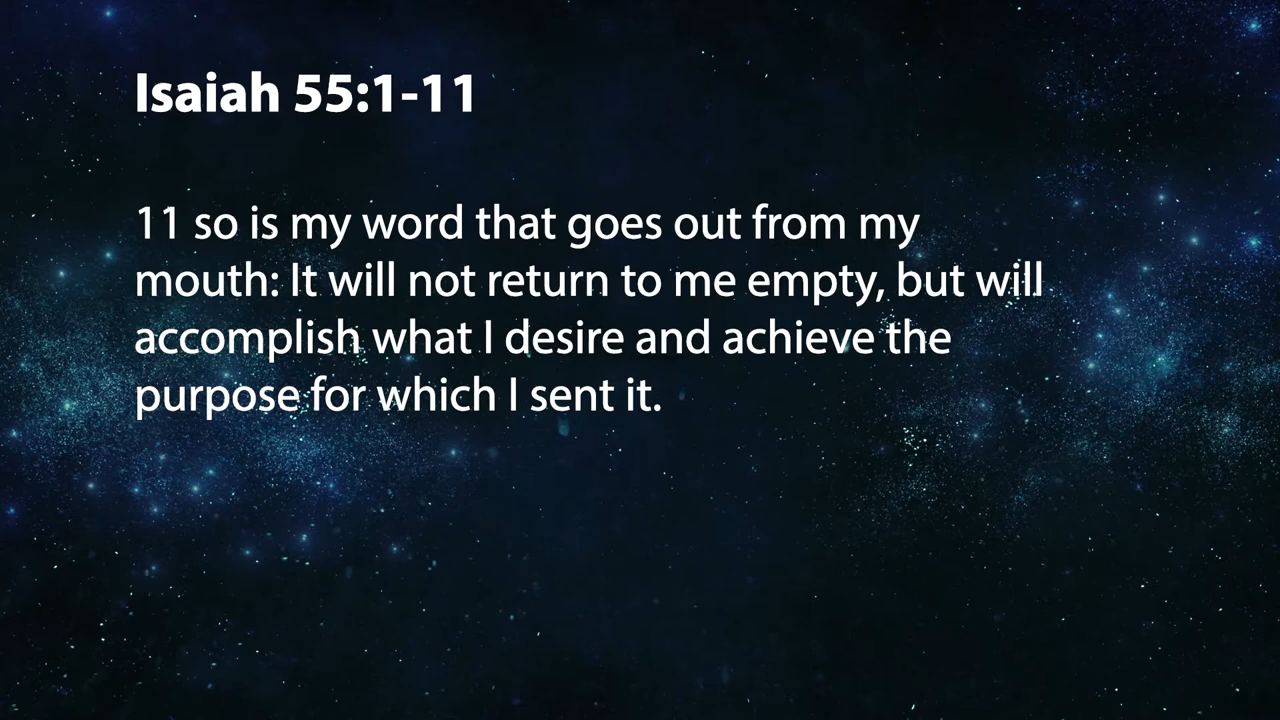 Isaiah 55:1-11
11 so is my word that goes out from my
mouth: It will not return to me empty, but will
accomplish what I desire and achieve the
purpose for which I sent it.